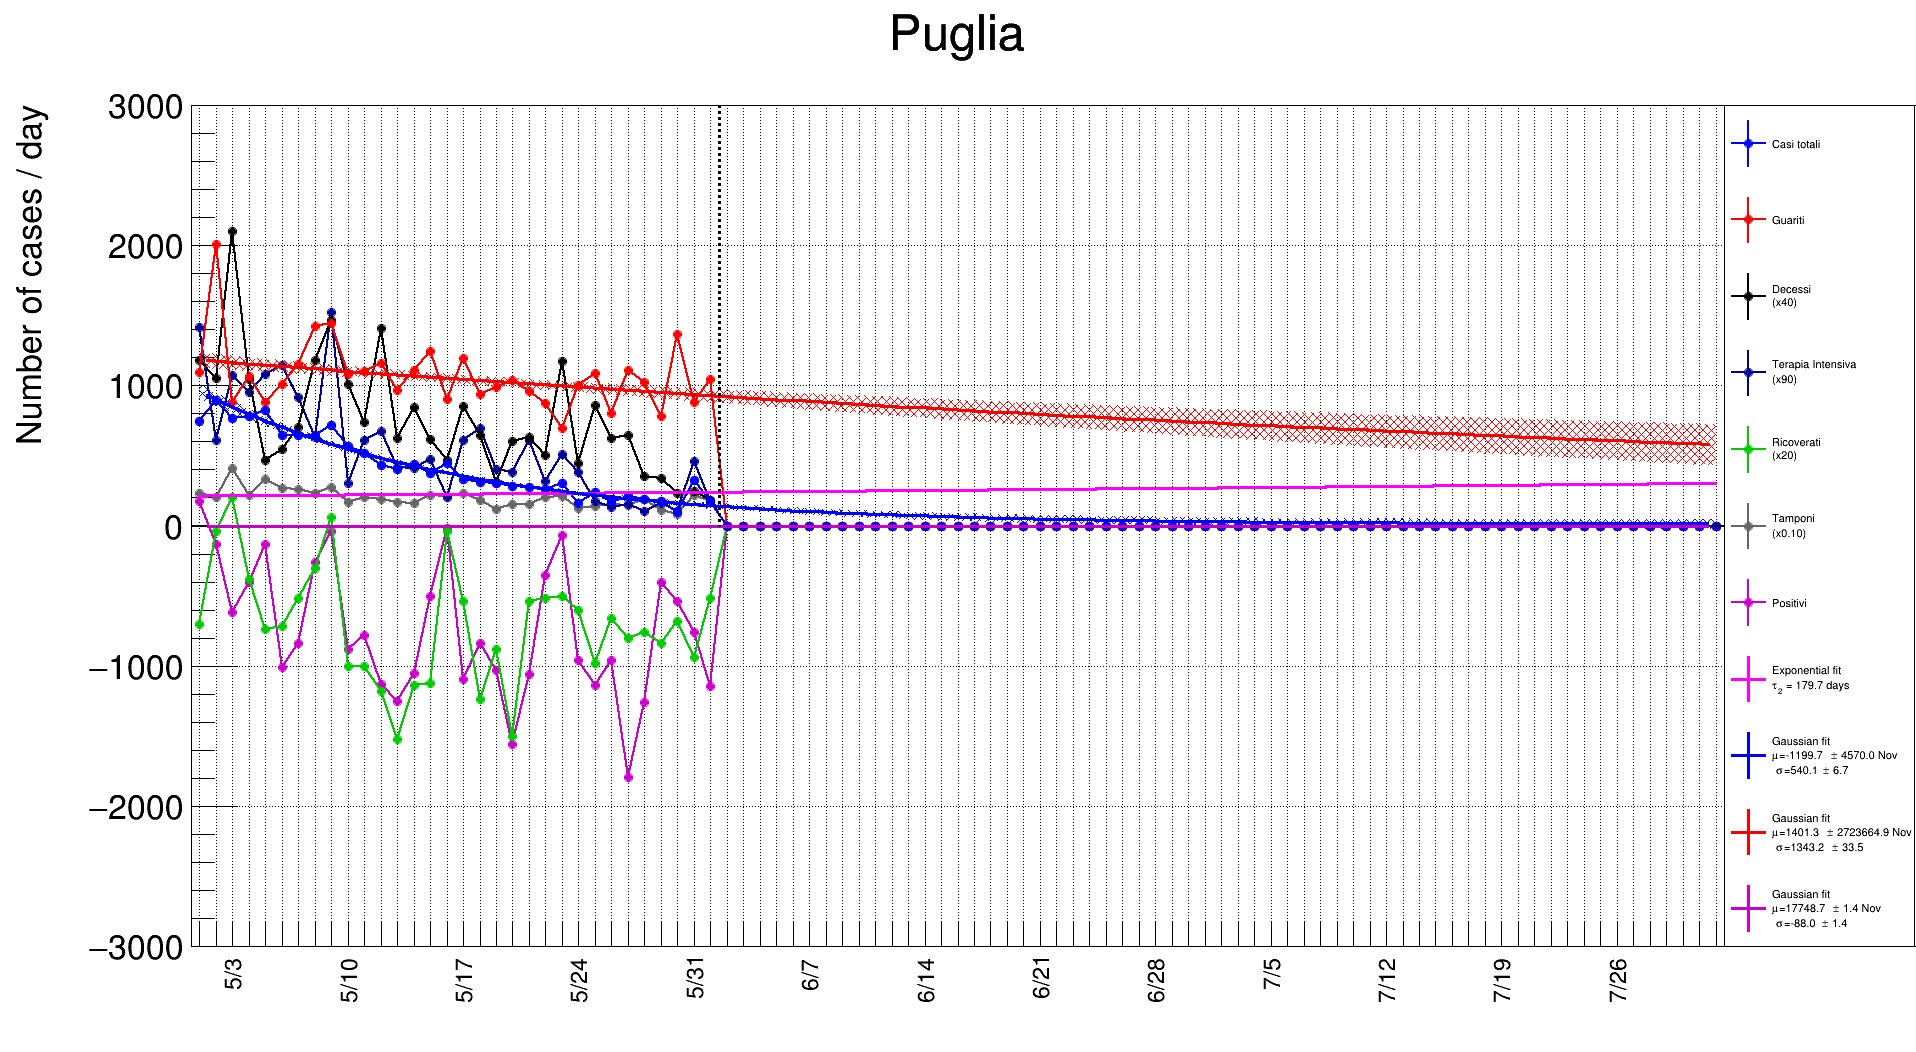 Puglia
Number of cases / day
3000
2000
1000
0
−1000
−2000
−3000
5/3
5/10
5/17
5/24
5/31
6/7
6/14
6/21
6/28
7/5
7/12
7/19
7/26
Casi totali
Guariti
Decessi
(x40)
Terapia Intensiva
(x90)
Ricoverati
(x20)
Tamponi
(x0.10)
Positivi
Exponential fit
τ2 = 179.7 days
Gaussian fit
μ=-1199.7 ± 4570.0 Nov
σ=540.1 ± 6.7
Gaussian fit
μ=1401.3 ± 2723664.9 Nov
σ=1343.2 ± 33.5
Gaussian fit
μ=17748.7 ± 1.4 Nov
σ=-88.0 ± 1.4